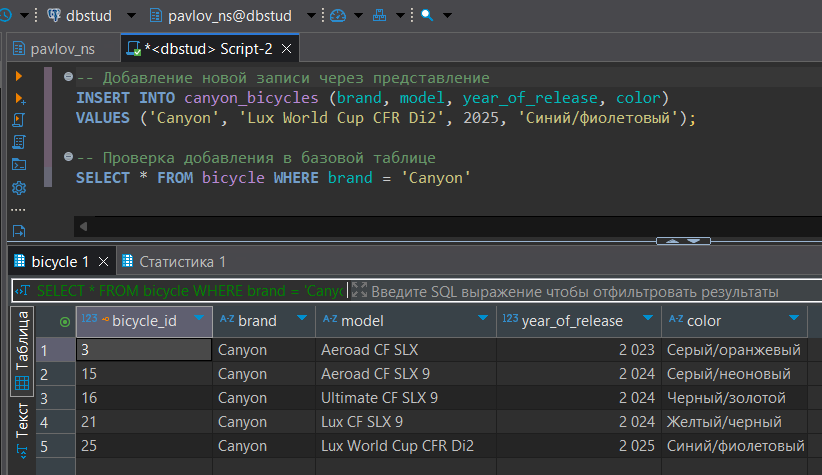 dbstud pavlov_ns@dbstud
pavlov_ns *<dbstud> Script-2
-- Добавление новой записи через представление
INSERT INTO canyon_bicycles (brand, model, year_of_release, color)
VALUES ('Canyon', 'Lux World Cup CFR Di2', 2025, 'Синий/фиолетовый');
-- Проверка добавления в базовой таблице
SELECT * FROM bicycle WHERE brand = 'Canyon'
bicycle 1 Статистика 1
SELECT * FROM bicycle WHERE brand = 'Canyo Введите SQL выражение чтобы отфильтровать результаты
Таблица
Текст
123 bicycle_id A-Z brand A-Z model 123 year_of_release A-Z color
1 3 Canyon Aeroad CF SLX 2 023 Серый/оранжевый
2 15 Canyon Aeroad CF SLX 9 2 024 Серый/неоновый
3 16 Canyon Ultimate CF SLX 9 2 024 Черный/золотой
4 21 Canyon Lux CF SLX 9 2 024 Желтый/черный
5 25 Canyon Lux World Cup CFR Di2 2 025 Синий/фиолетовый